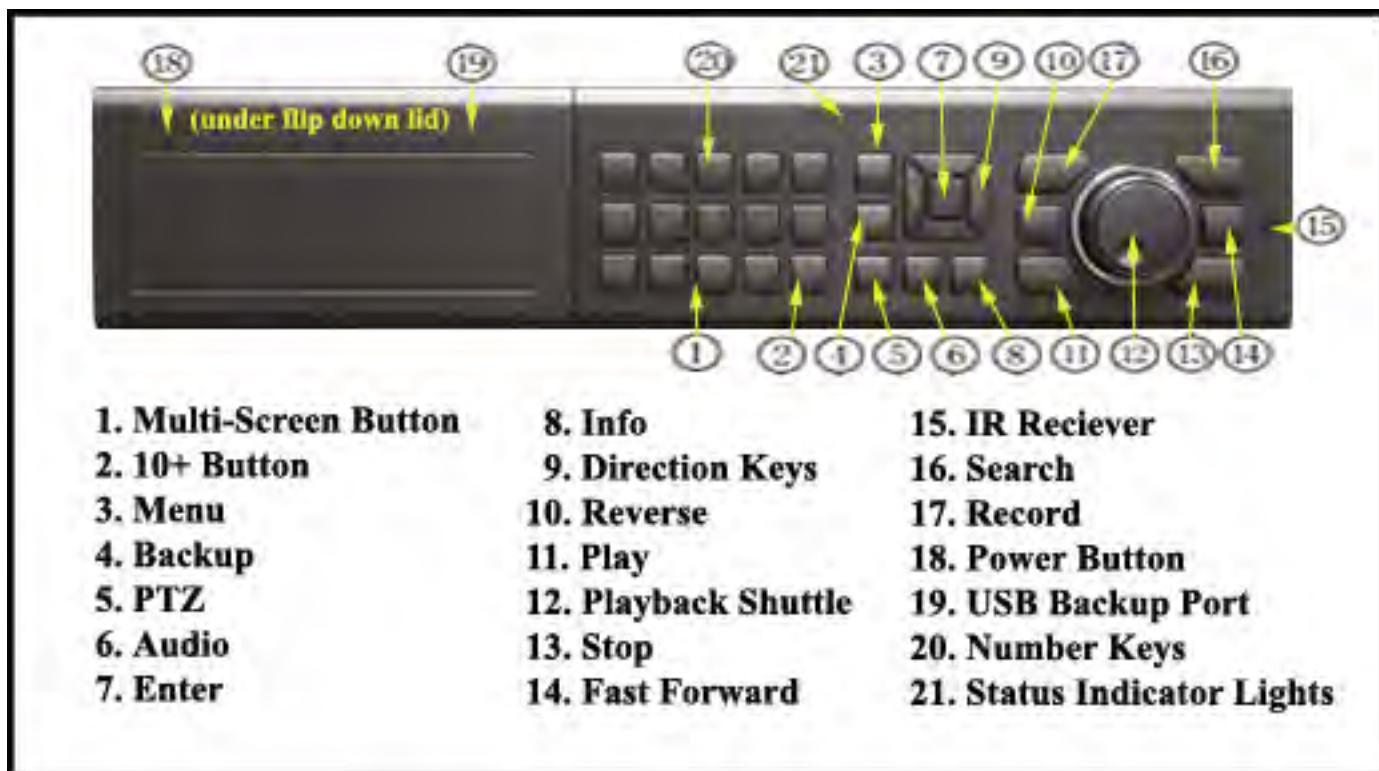 18 19 20 21 3 7 9 10 17 16
(under flip down lid)
15
1 2 4 5 6 8 11 12 13 14
1. Multi-Screen Button
2. 10+ Button
3. Menu
4. Backup
5. PTZ
6. Audio
7. Enter
8. Info
9. Direction Keys
10. Reverse
11. Play
12. Playback Shuttle
13. Stop
14. Fast Forward
15. IR Reciever
16. Search
17. Record
18. Power Button
19. USB Backup Port
20. Number Keys
21. Status Indicator Lights